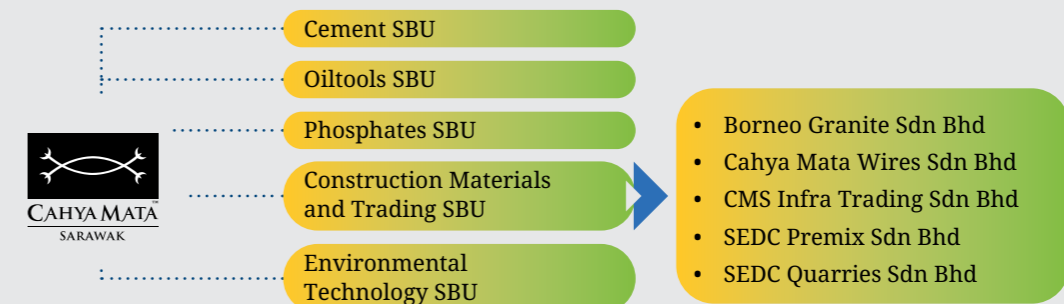 Cement SBU
Oiltools SBU
Phosphates SBU
Construction Materials
and Trading SBU
Environmental
Technology SBU
CAHYA MATA™
SARAWAK
• Borneo Granite Sdn Bhd
• Cahya Mata Wires Sdn Bhd
• CMS Infra Trading Sdn Bhd
• SEDC Premix Sdn Bhd
• SEDC Quarries Sdn Bhd